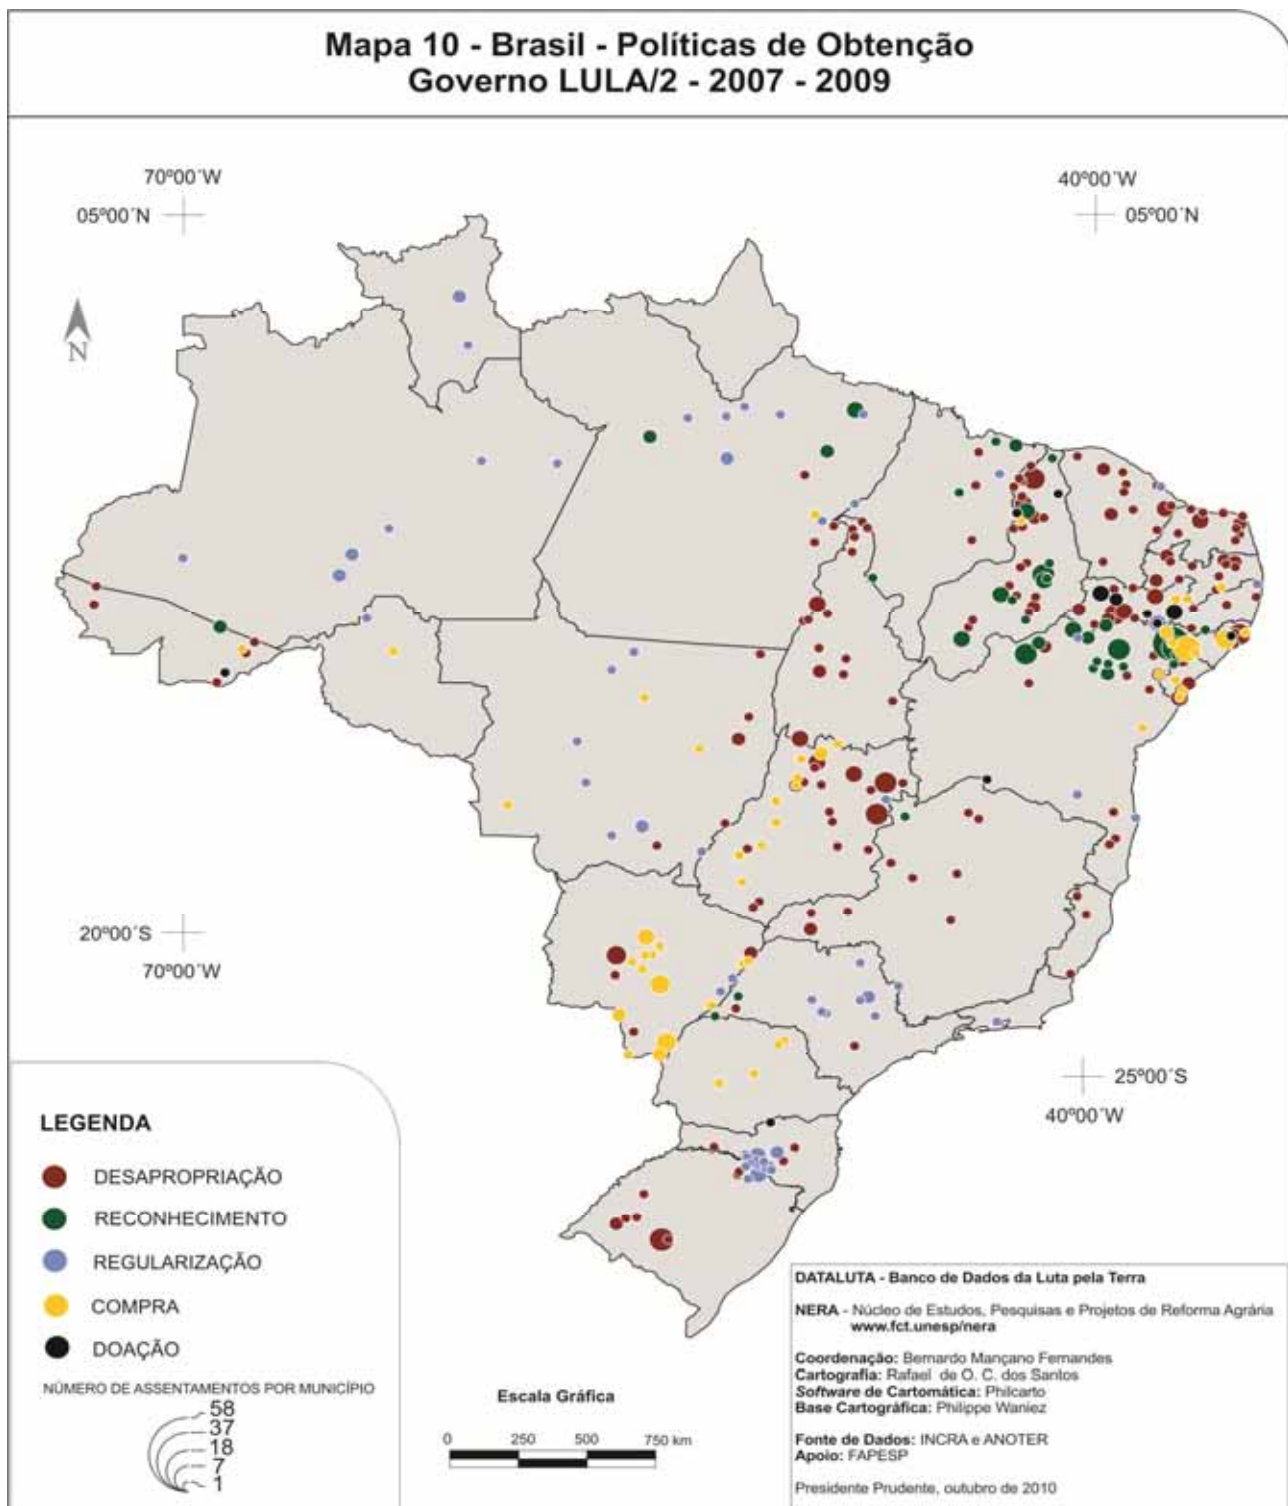 Mapa 10 - Brasil - Políticas de Obtenção
Governo LULA/2 - 2007 - 2009
70º00´W
05º00´N
40º00´W
05º00´N
N
20º00´S
70º00´W
25º00´S
40º00´W
LEGENDA
DESAPROPRIAÇÃO
RECONHECIMENTO
REGULARIZAÇÃO
COMPRA
DOAÇÃO
NÚMERO DE ASSENTAMENTOS POR MUNICÍPIO
58
37
18
7
1
Escala Gráfica
0 250 500 750 km
DATALUTA - Banco de Dados da Luta pela Terra
NERA - Núcleo de Estudos, Pesquisas e Projetos de Reforma Agrária
www.fct.unesp/nera
Coordenação: Bernardo Mançano Fernandes
Cartografia: Rafael de O. C. dos Santos
Software de Cartomática: Philcarto
Base Cartográfica: Philippe Waniez
Fonte de Dados: INCRA e ANOTER
Apoio: FAPESP
Presidente Prudente, outubro de 2010